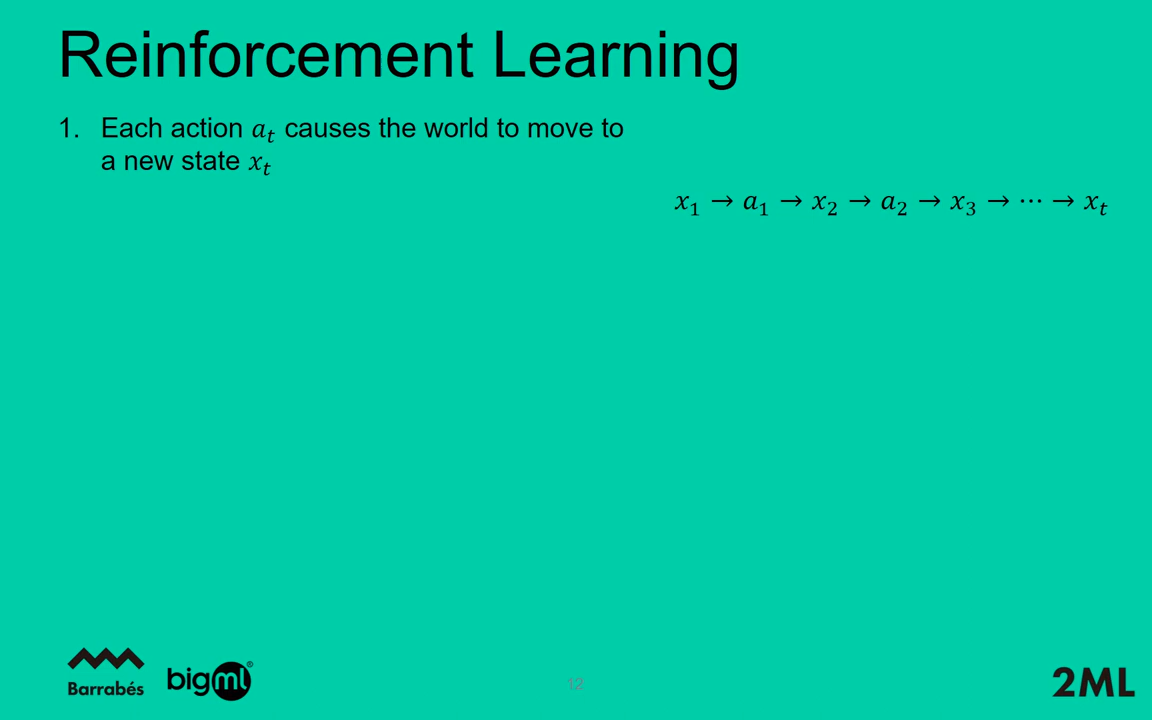 Reinforcement Learning
1. Each action a_t causes the world to move to
a new state x_t
x_1 → a_1 → x_2 → a_2 → x_3 → ⋯ → x_t
Barrabés
bigml®
12
2ML